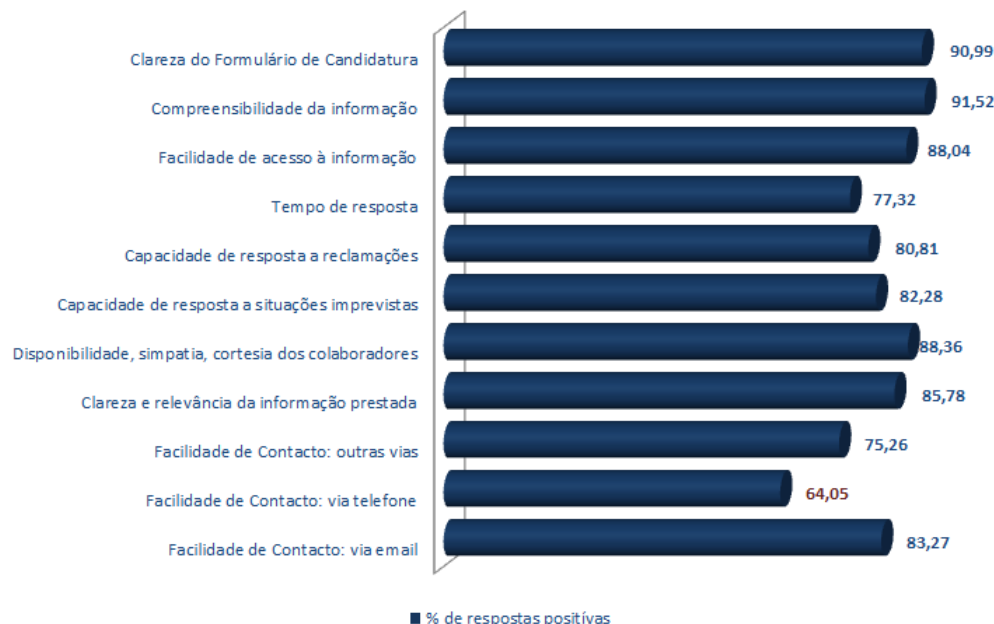 Clareza do Formulário de Candidatura 90,99
Compreensibilidade da informação 91,52
Facilidade de acesso à informação 88,04
Tempo de resposta 77,32
Capacidade de resposta a reclamações 80,81
Capacidade de resposta a situações imprevistas 82,28
Disponibilidade, simpatia, cortesia dos colaboradores 88,36
Clareza e relevância da informação prestada 85,78
Facilidade de Contacto: outras vias 75,26
Facilidade de Contacto: via telefone 64,05
Facilidade de Contacto: via email 83,27
% de respostas positívas